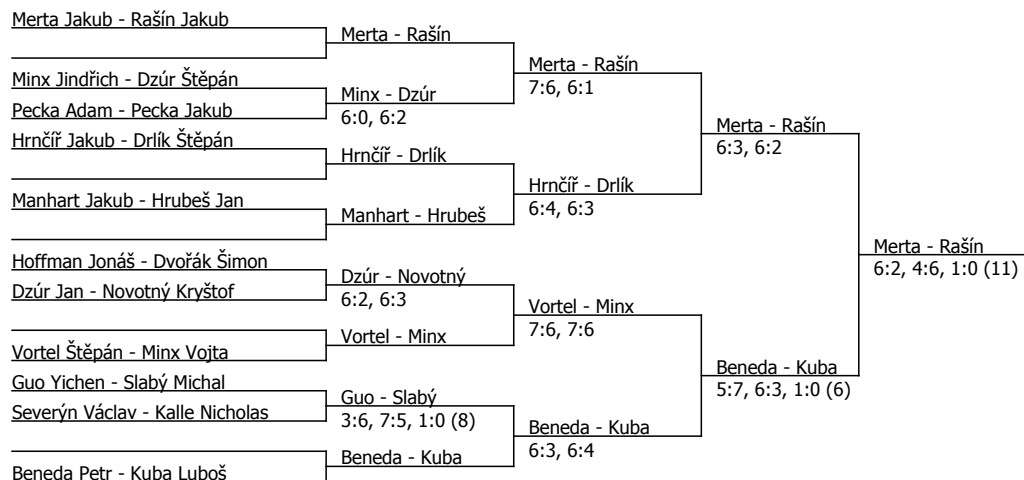 Merta Jakub - Rašín Jakub
Minx Jindřich - Dzúr Štěpán
Pecka Adam - Pecka Jakub
Hrnčíř Jakub - Drlík Štěpán
Manhart Jakub - Hrubeš Jan
Hoffman Jonáš - Dvořák Šimon
Dzúr Jan - Novotný Kryštof
Vortel Štěpán - Minx Vojta
Guo Yichen - Slabý Michal
Severýn Václav - Kalle Nicholas
Beneda Petr - Kuba Luboš
Merta - Rašín
Minx - Dzúr
6:0, 6:2
Hrnčíř - Drlík
Manhart - Hrubeš
Dzúr - Novotný
6:2, 6:3
Vortel - Minx
Guo - Slabý
3:6, 7:5, 1:0 (8)
Beneda - Kuba
Merta - Rašín
7:6, 6:1
Hrnčíř - Drlík
6:4, 6:3
Vortel - Minx
7:6, 7:6
Beneda - Kuba
6:3, 6:4
Merta - Rašín
6:3, 6:2
Beneda - Kuba
5:7, 6:3, 1:0 (6)
Merta - Rašín
6:2, 4:6, 1:0 (11)